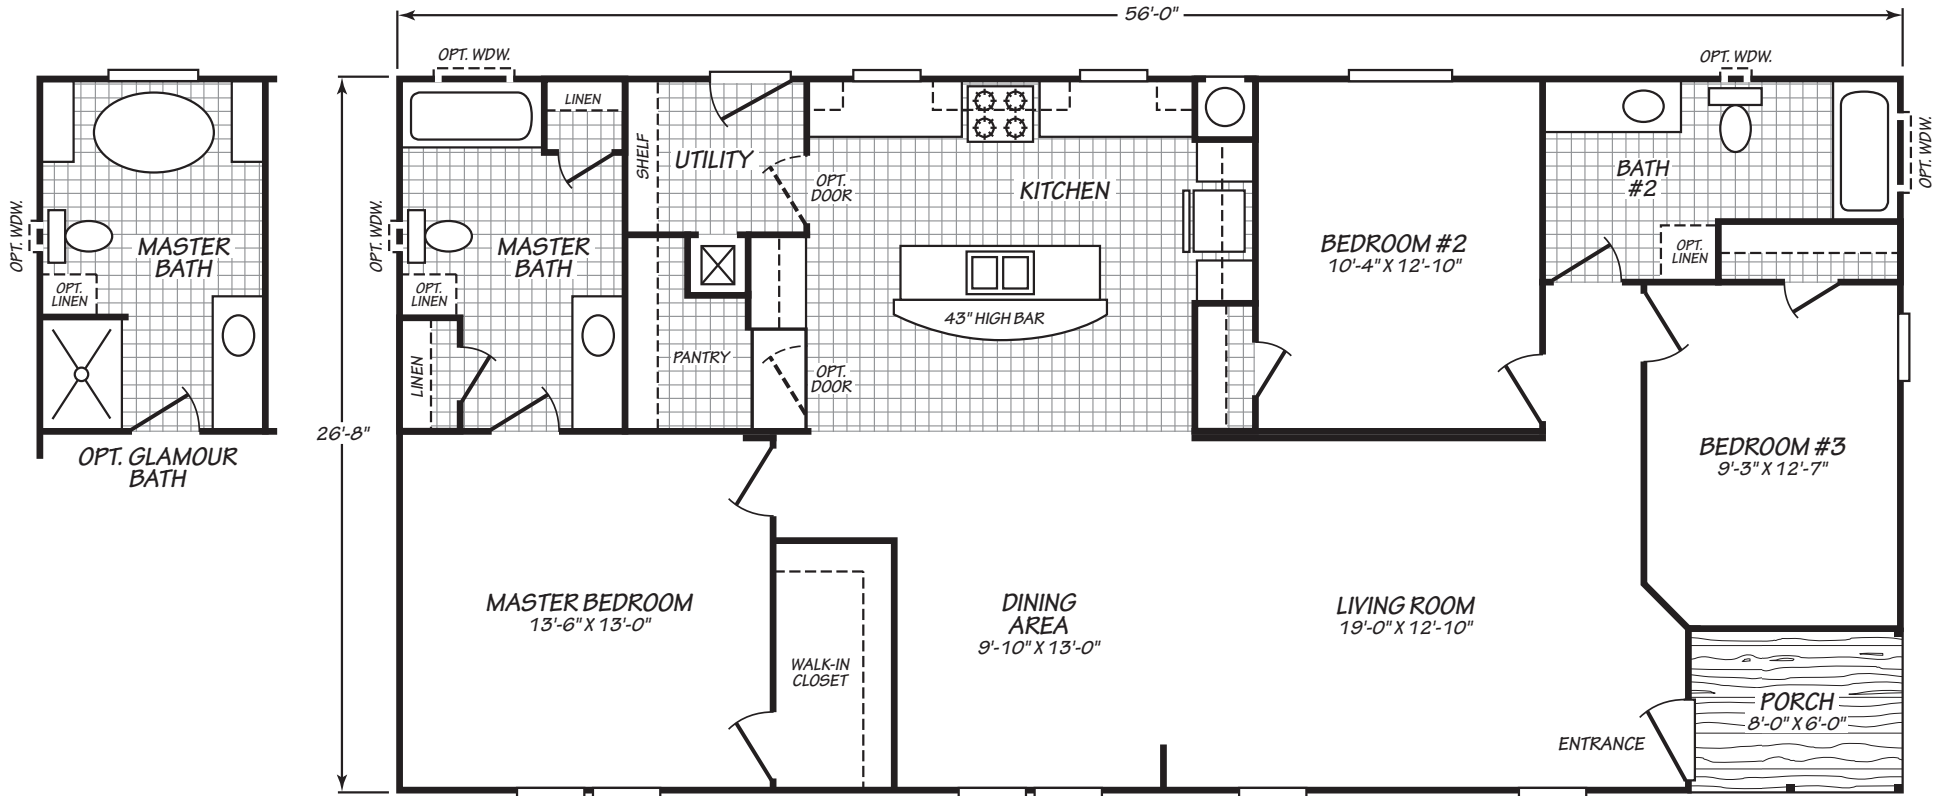 56'-0"
OPT. WDW.
OPT. WDW.
LINEN
SHELF
UTILITY
OPT.
DOOR
KITCHEN
BATH
#2
OPT. WDW.
OPT. WDW.
MASTER
BATH
OPT.
LINEN
OPT. WDW.
MASTER
BATH
OPT.
LINEN
BEDROOM #2
10'-4" X 12'-10"
OPT.
LINEN
43" HIGH BAR
LINEN
PANTRY
OPT.
DOOR
26'-8"
OPT. GLAMOUR
BATH
BEDROOM #3
9'-3" X 12'-7"
MASTER BEDROOM
13'-6" X 13'-0"
DINING
AREA
9'-10" X 13'-0"
LIVING ROOM
19'-0" X 12'-10"
WALK-IN
CLOSET
PORCH
8'-0" X 6'-0"
ENTRANCE